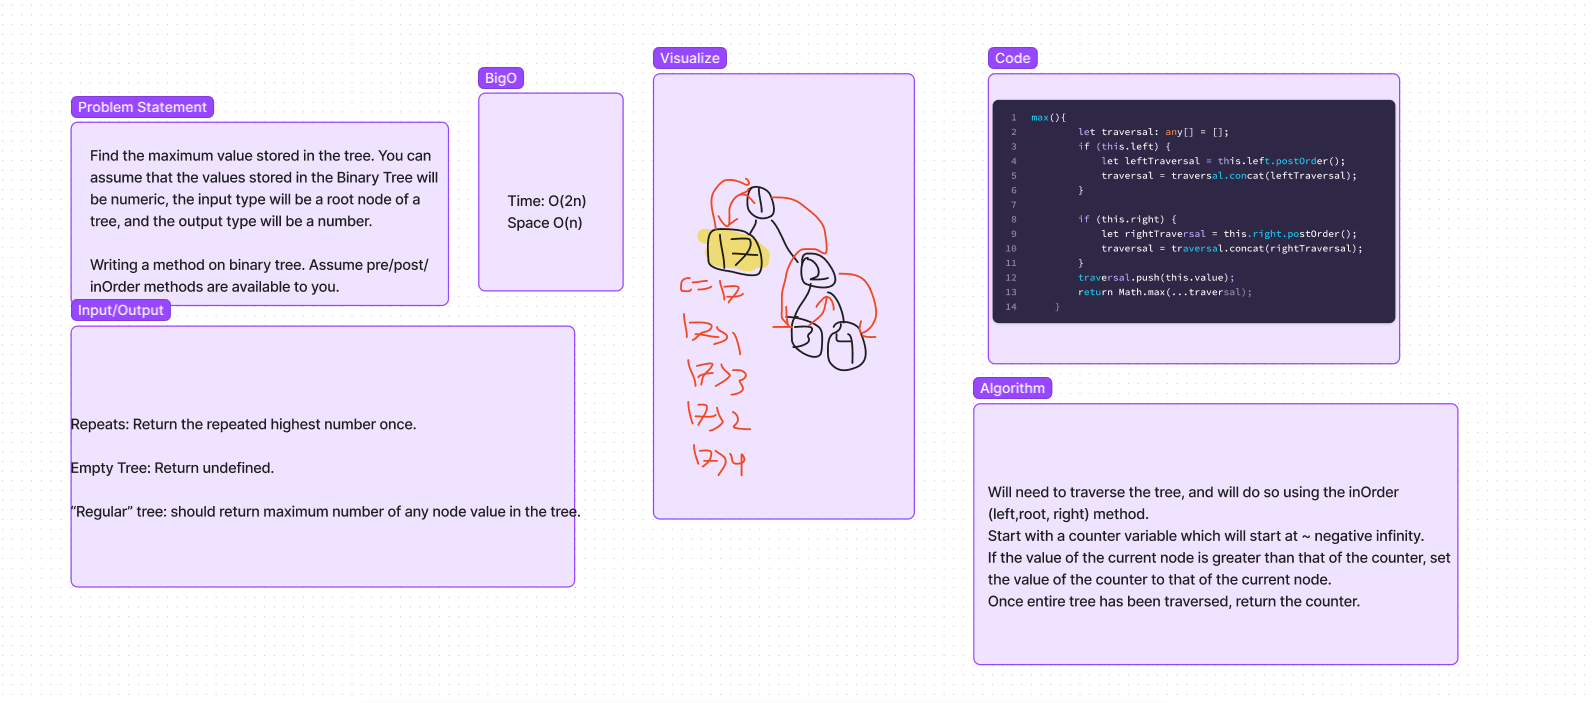 Problem Statement
Find the maximum value stored in the tree. You can
assume that the values stored in the Binary Tree will
be numeric, the input type will be a root node of a
tree, and the output type will be a number.
Writing a method on binary tree. Assume pre/post/
inOrder methods are available to you.
Input/Output
Repeats: Return the repeated highest number once.
Empty Tree: Return undefined.
“Regular” tree: should return maximum number of any node value in the tree.
BigO
Time: O(2n)
Space O(n)
Visualize
1
17
2
3
4
c= 17
17>1
17>3
17>2
17>4
Code
1 max(){
2 let traversal: any[] = [];
3 if (this.left) {
4 let leftTraversal = this.left.postOrder();
5 traversal = traversal.concat(leftTraversal);
6 }
7
8 if (this.right) {
9 let rightTraversal = this.right.postOrder();
10 traversal = traversal.concat(rightTraversal);
11 }
12 traversal.push(this.value);
13 return Math.max(...traversal);
14 }
Algorithm
Will need to traverse the tree, and will do so using the inOrder
(left,root, right) method.
Start with a counter variable which will start at ~ negative infinity.
If the value of the current node is greater than that of the counter, set
the value of the counter to that of the current node.
Once entire tree has been traversed, return the counter.